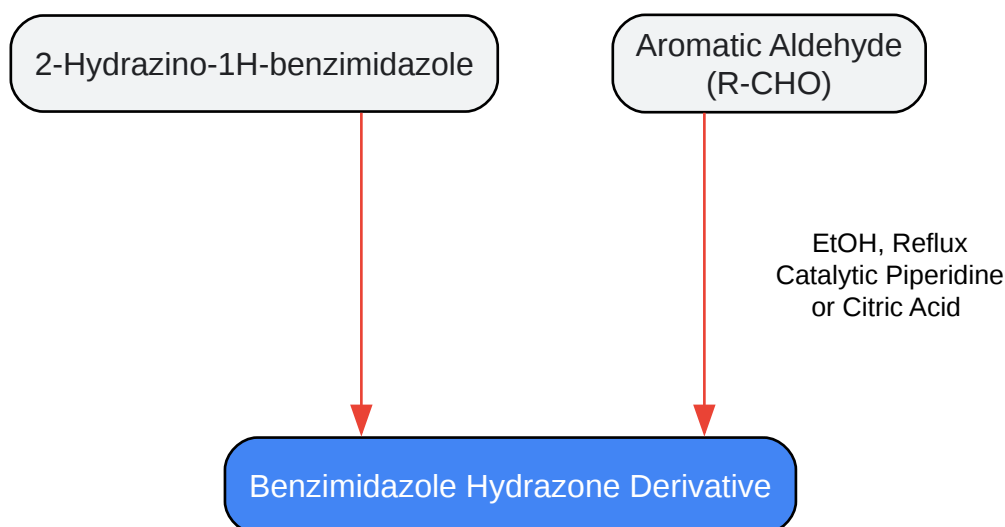 2-Hydrazino-1H-benzimidazole
Aromatic Aldehyde
(R-CHO)
EtOH, Reflux
Catalytic Piperidine
or Citric Acid
Benzimidazole Hydrazone Derivative